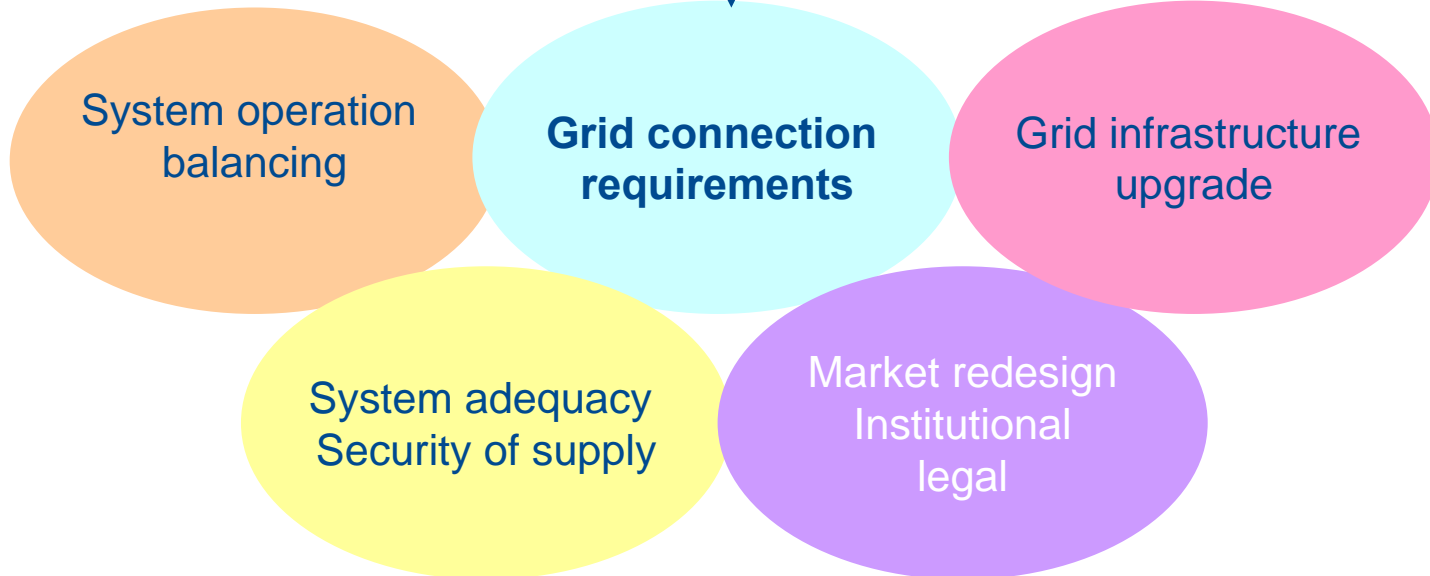 System operation
balancing
Grid connection
requirements
Grid infrastructure
upgrade
System adequacy
Security of supply
Market redesign
Institutional
legal